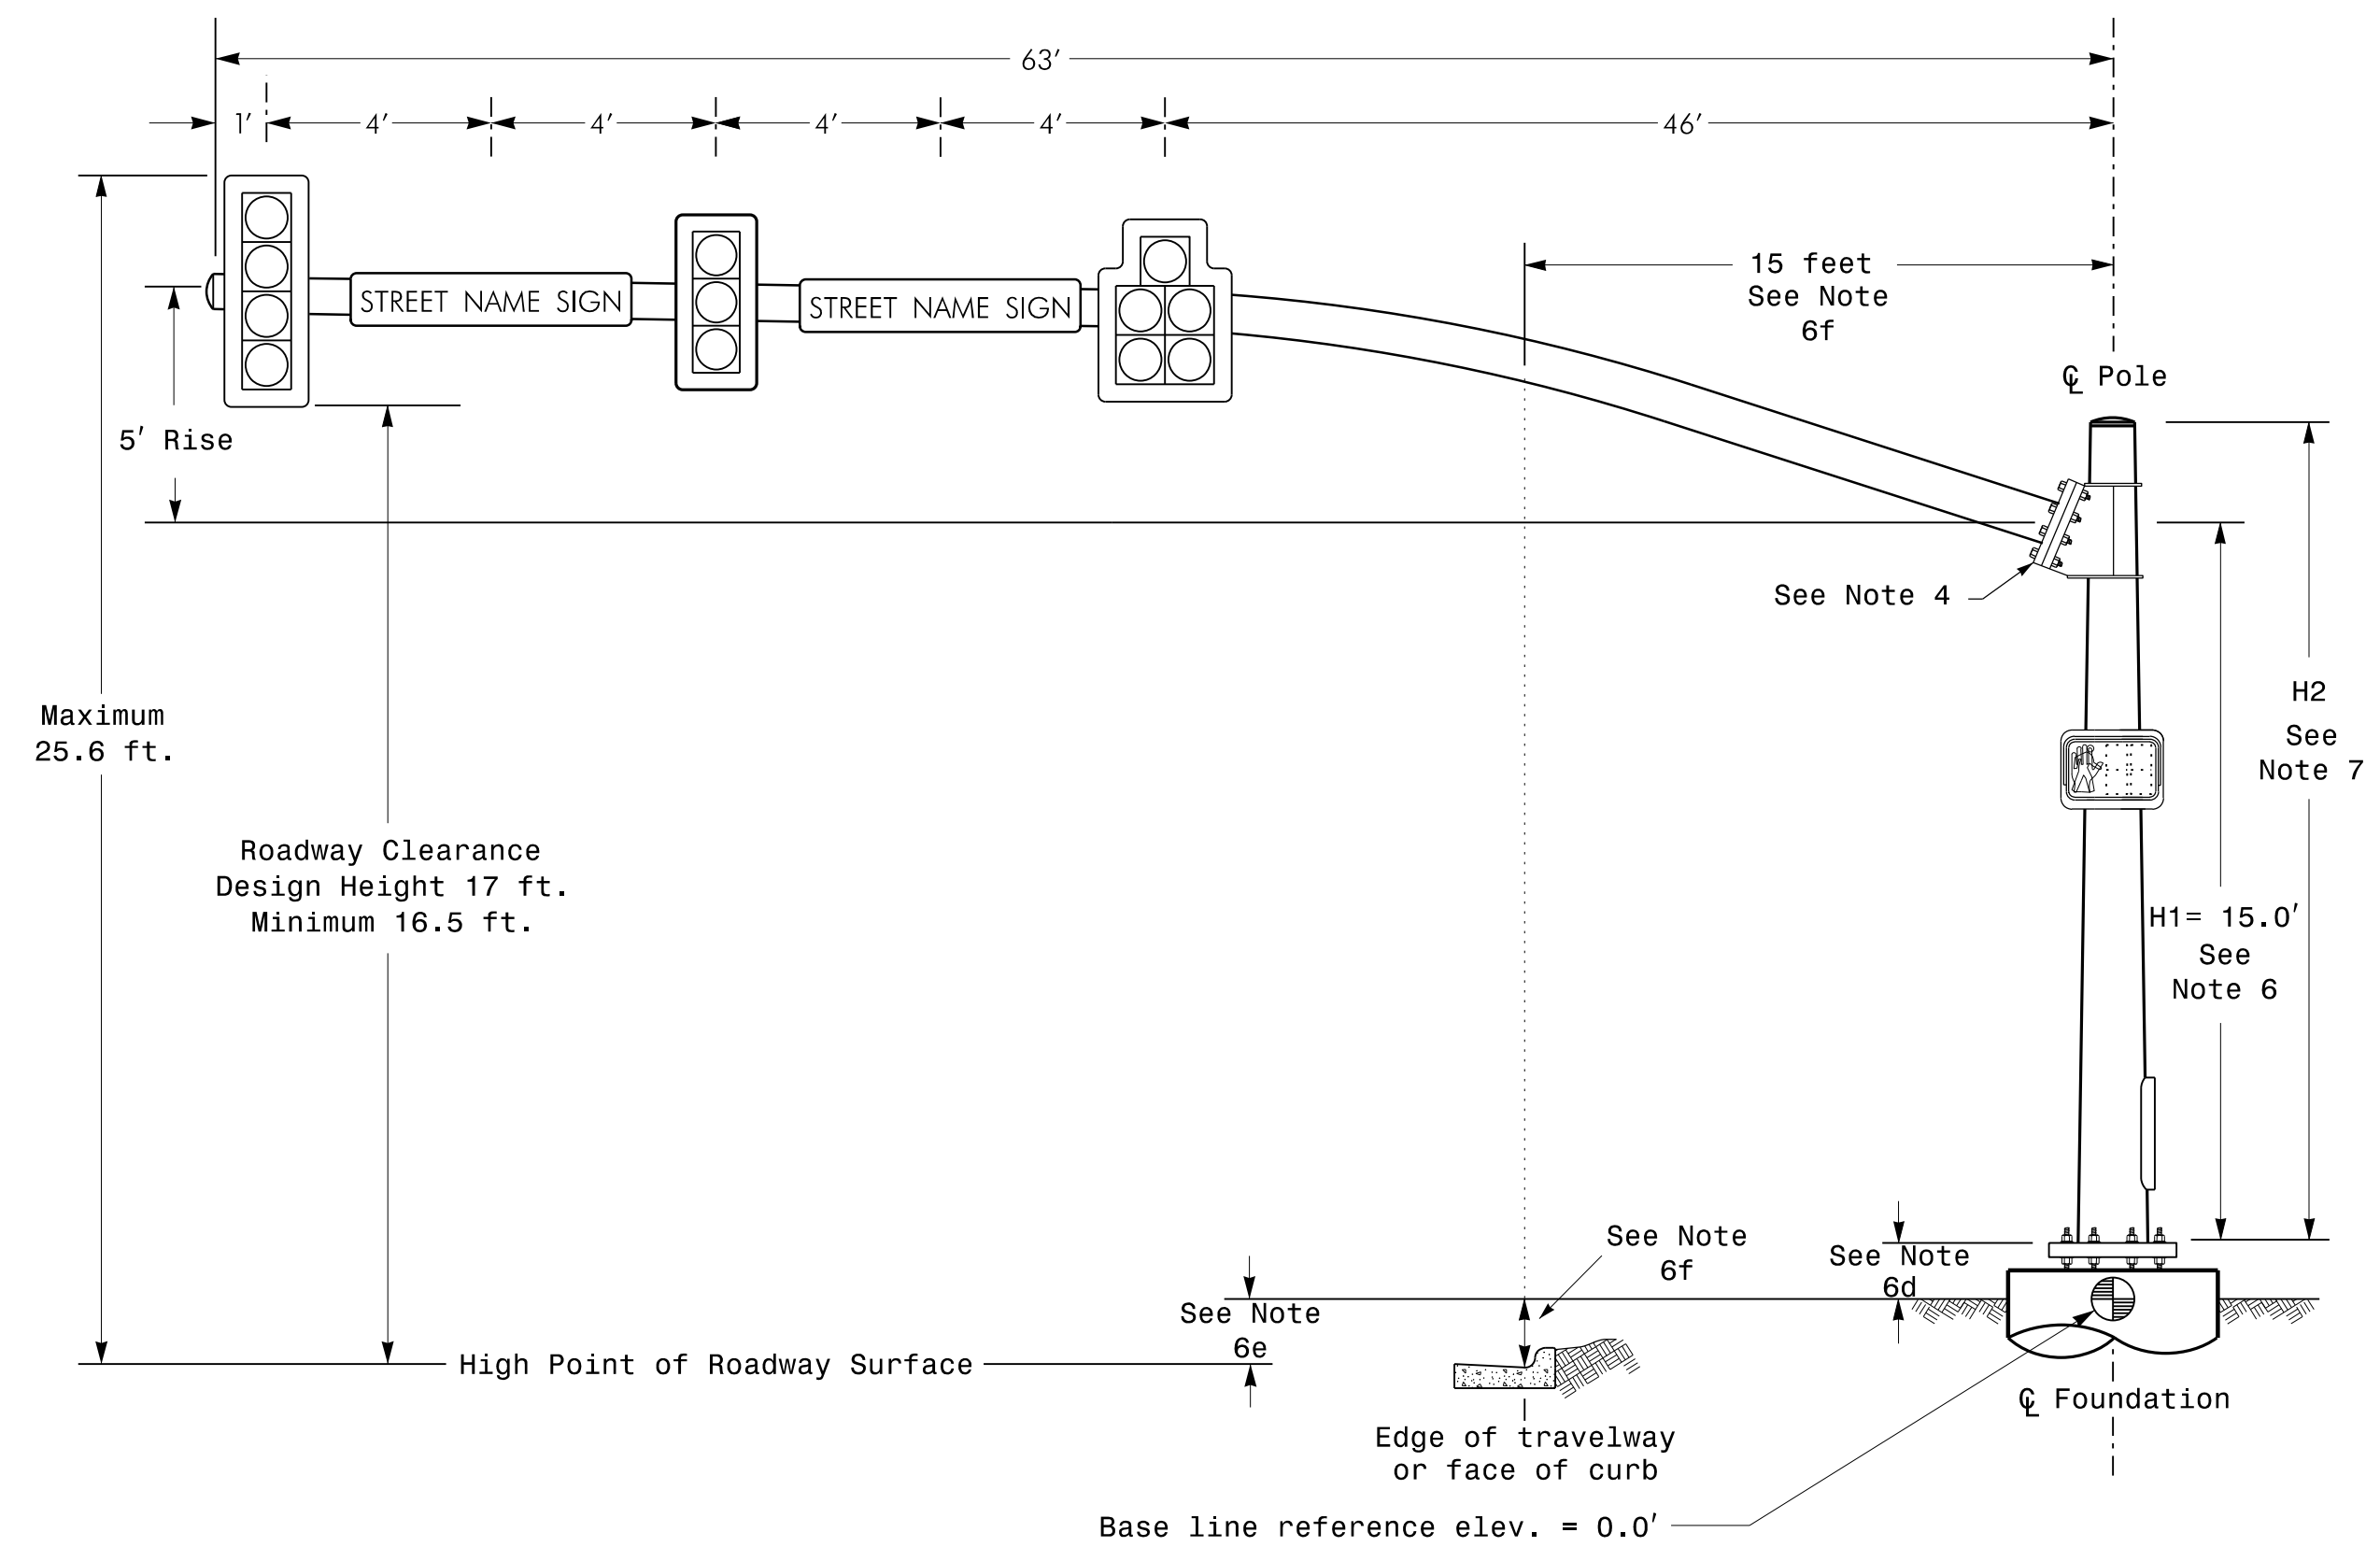 63′
1′ 4′ 4′ 4′ 4′ 46′
15 feet
See Note
6f
STREET NAME SIGN
STREET NAME SIGN
℄ Pole
5′ Rise
See Note 4
H2
See
Note 7
Maximum
25.6 ft.
Roadway Clearance
Design Height 17 ft.
Minimum 16.5 ft.
H1= 15.0′
See
Note 6
See Note
6f
See Note
6d
See Note
6e
High Point of Roadway Surface
℄ Foundation
Edge of travelway
or face of curb
Base line reference elev. = 0.0′